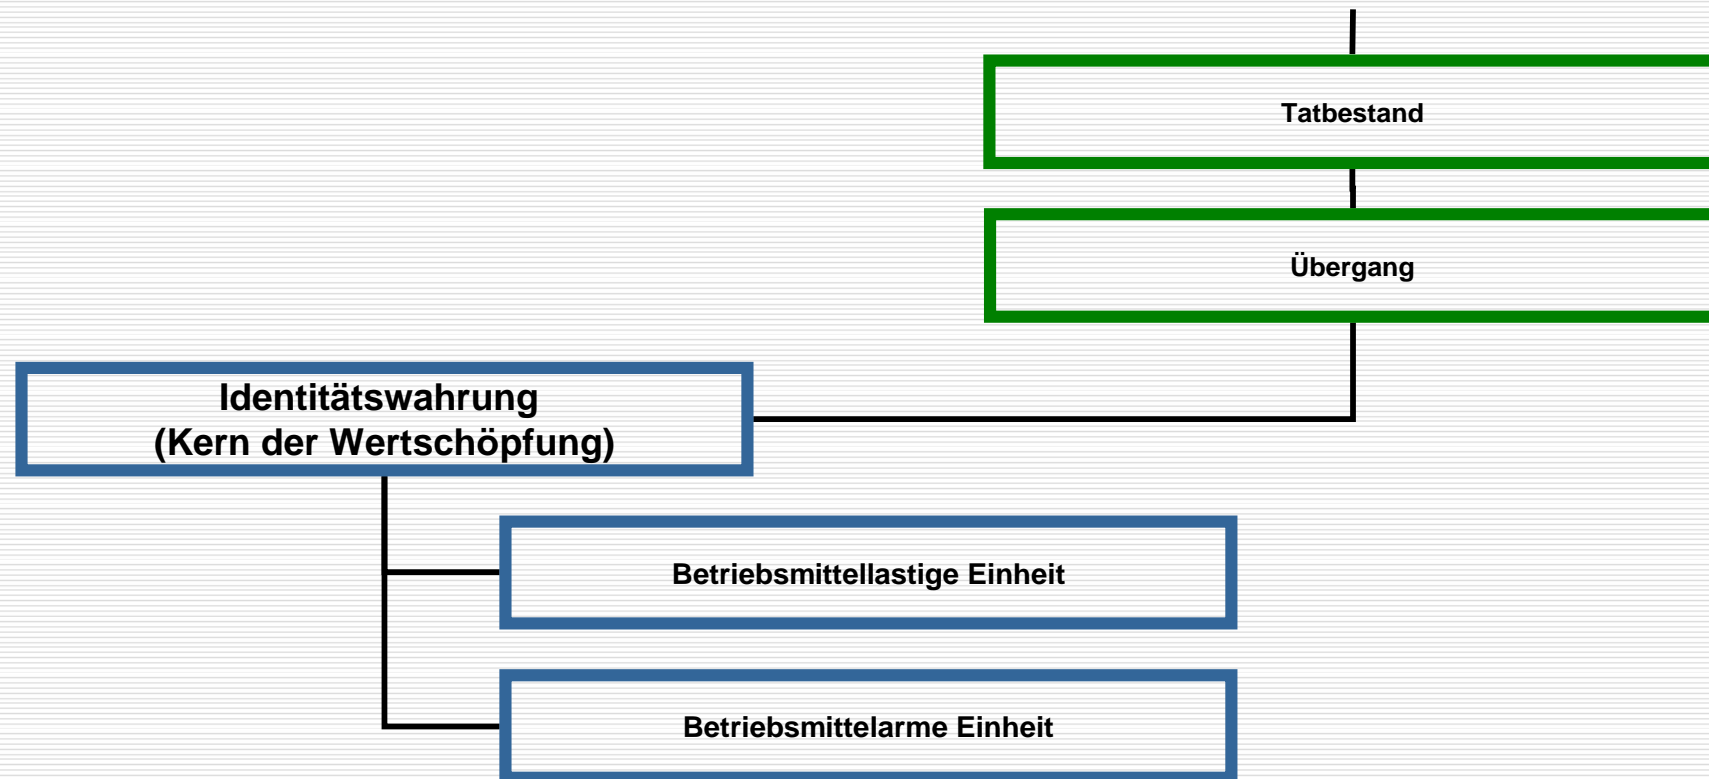 Tatbestand
Übergang
Identitätswahrung
(Kern der Wertschöpfung)
Betriebsmittellastige Einheit
Betriebsmittelarme Einheit